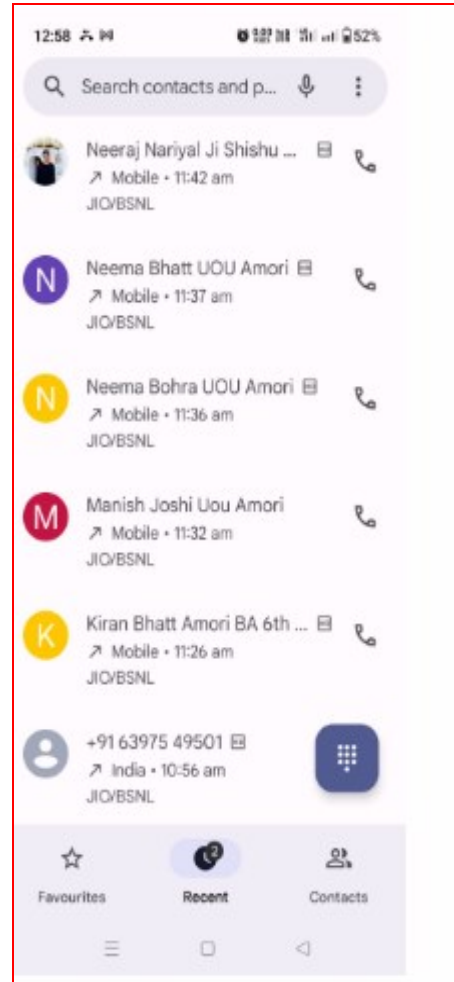 12:58 52%
Search contacts and p...
Neeraj Nariyal Ji Shishu ...
Mobile • 11:42 am
JIO/BSNL
N
Neema Bhatt UOU Amori
Mobile • 11:37 am
JIO/BSNL
N
Neema Bohra UOU Amori
Mobile • 11:36 am
JIO/BSNL
M
Manish Joshi Uou Amori
Mobile • 11:32 am
JIO/BSNL
K
Kiran Bhatt Amori BA 6th ...
Mobile • 11:26 am
JIO/BSNL
+91 63975 49501
India • 10:56 am
JIO/BSNL
2
Favourites Recent Contacts